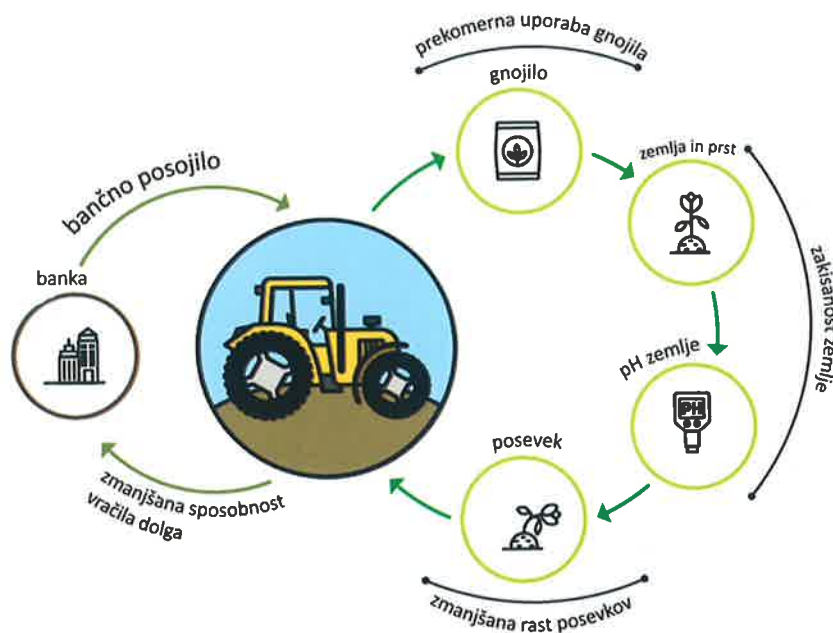 prekomerna uporaba gnojila
gnojilo
zemlja in prst
bančno posojilo
banka
zakisanost zemlje
pH zemlje
PH
posevek
zmanjšana sposobnost
vračila dolga
zmanjšana rast posevkov